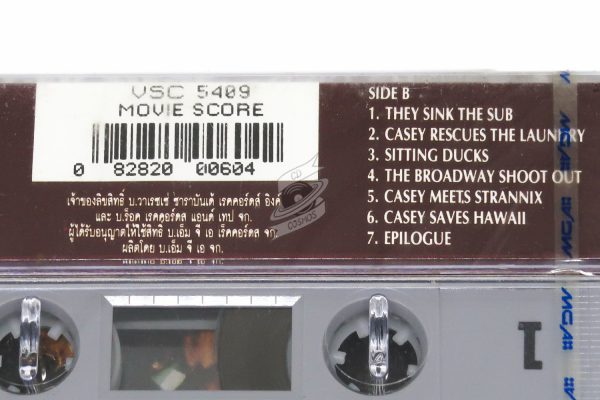 VSC 5409
MOVIE SCORE
0 82820 00604
เจ้าของลิขสิทธิ์ บ.วาเรซเซ่ ซาราบันเด้ เรคคอร์ดส์ อิงค์
และ บ.ร็อค เรคคอร์ดส แอนด์ เทป จก.
ผู้ได้รับอนุญาตให้ใช้สิทธิ บ.เอ็ม จี เอ เร็คคอร์ดส จก.
ผลิตโดย บ.เอ็ม จี เอ จก.
SIDE B
1. THEY SINK THE SUB
2. CASEY RESCUES THE LAUNDRY
3. SITTING DUCKS
4. THE BROADWAY SHOOT OUT
5. CASEY MEETS STRANNIX
6. CASEY SAVES HAWAII
7. EPILOGUE
CD
COSMOS
1